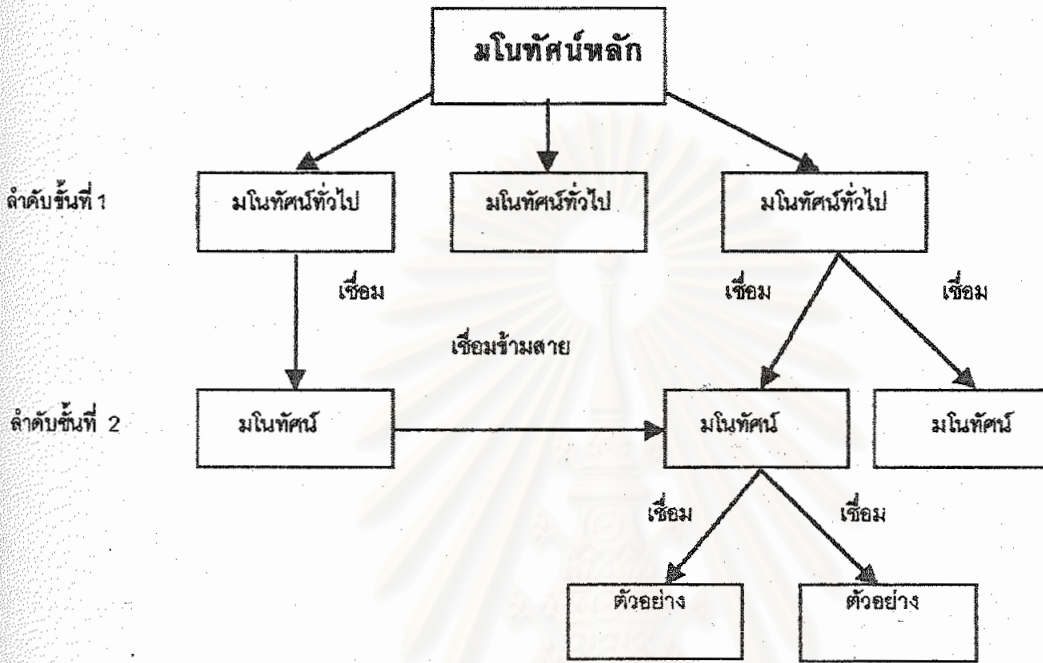 มโนทัศน์หลัก
ลำดับขั้นที่ 1
มโนทัศน์ทั่วไป
มโนทัศน์ทั่วไป
มโนทัศน์ทั่วไป
เชื่อม
เชื่อม
เชื่อม
เชื่อมข้ามสาย
ลำดับขั้นที่ 2
มโนทัศน์
มโนทัศน์
มโนทัศน์
เชื่อม
เชื่อม
ตัวอย่าง
ตัวอย่าง